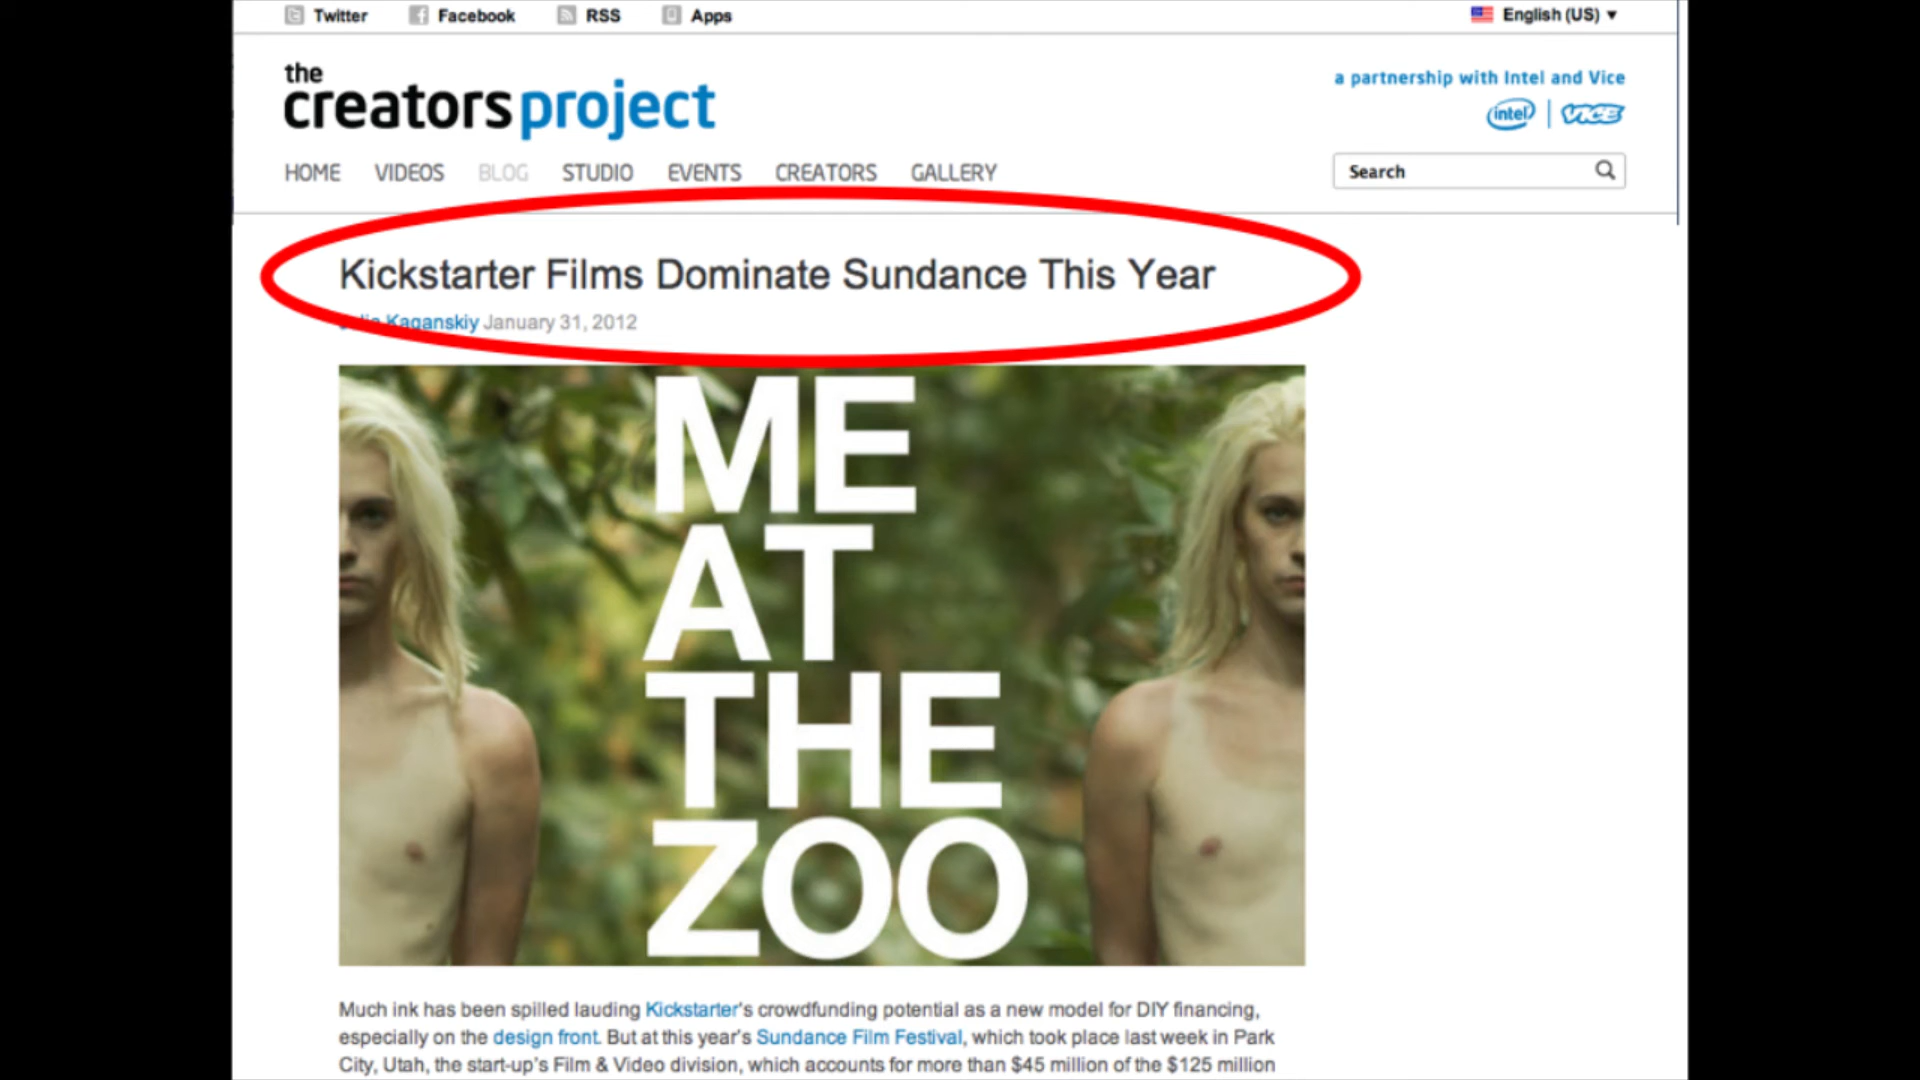 Twitter Facebook RSS Apps English (US)
the
creatorsproject
a partnership with Intel and Vice
intel VICE
HOME VIDEOS BLOG STUDIO EVENTS CREATORS GALLERY
Search
Kickstarter Films Dominate Sundance This Year
Kaganskiy January 31, 2012
ME
AT
THE
ZOO
Much ink has been spilled lauding Kickstarter's crowdfunding potential as a new model for DIY financing,
especially on the design front. But at this year's Sundance Film Festival, which took place last week in Park
City, Utah, the start-up's Film & Video division, which accounts for more than $45 million of the $125 million